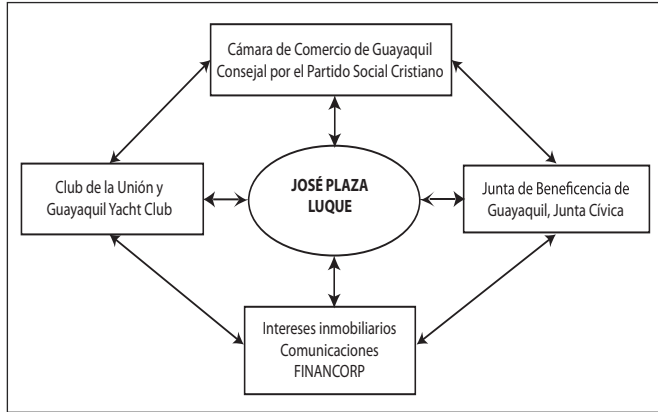 Cámara de Comercio de Guayaquil
Consejal por el Partido Social Cristiano
Club de la Unión y
Guayaquil Yacht Club
JOSÉ PLAZA
LUQUE
Junta de Beneficencia de
Guayaquil, Junta Cívica
Intereses inmobiliarios
Comunicaciones
FINANCORP